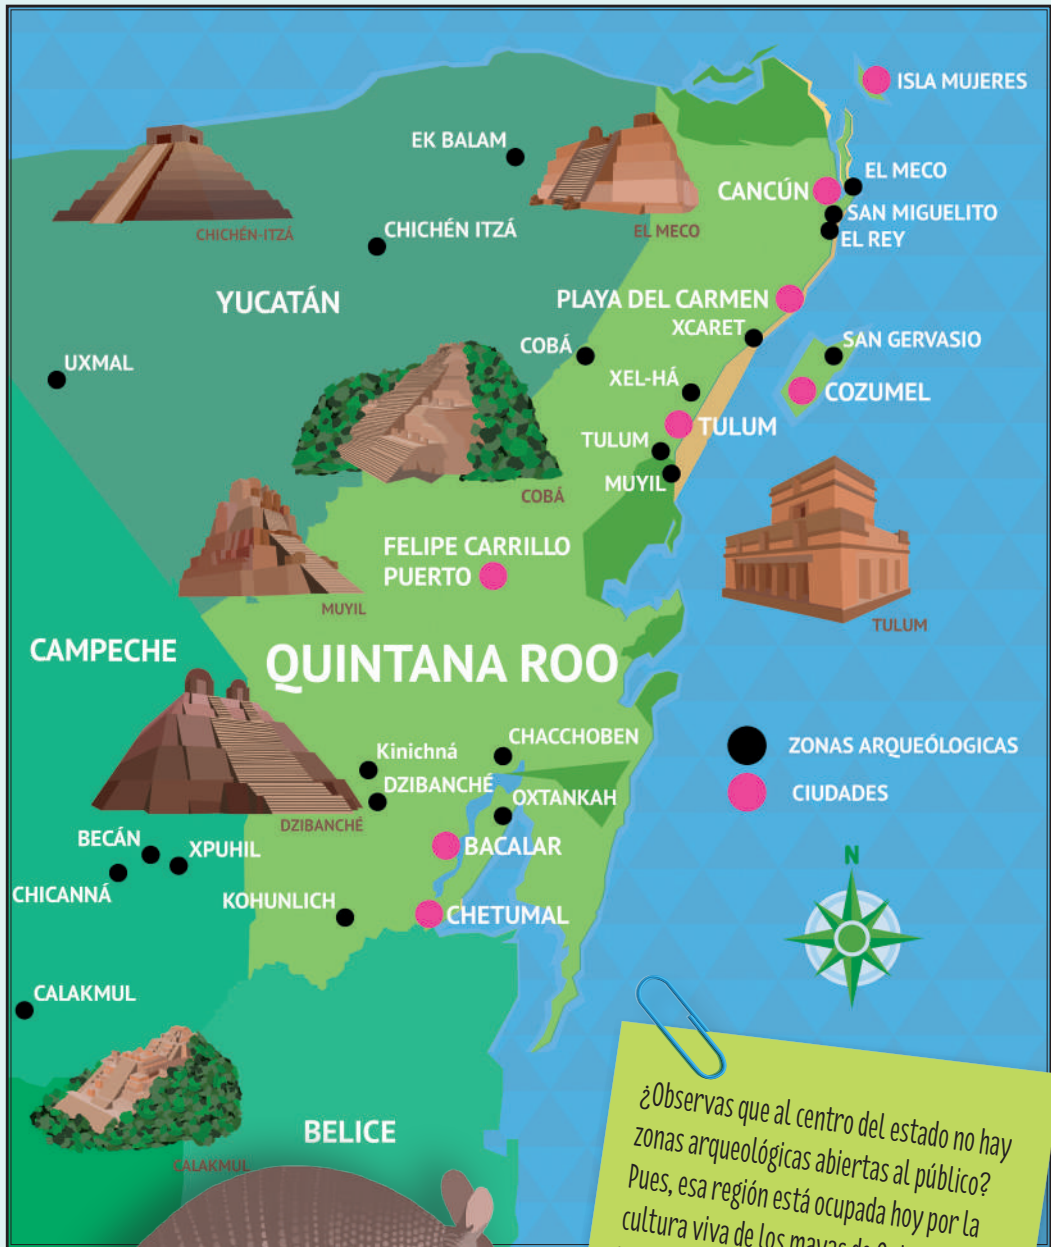 ISLA MUJERES
EK BALAM
EL MECO
CANCÚN
SAN MIGUELITO
CHICHÉN-ITZÁ
CHICHÉN ITZÁ
EL MECO
EL REY
YUCATÁN
PLAYA DEL CARMEN
XCARET
COBÁ
SAN GERVASIO
UXMAL
XEL-HÁ
COZUMEL
TULUM
TULUM
MUYIL
COBÁ
FELIPE CARRILLO
PUERTO
MUYIL
TULUM
CAMPECHE
QUINTANA ROO
CHACCHOBEN
ZONAS ARQUEÓLOGICAS
Kinichná
DZIBANCHÉ
OXTANKAH
CIUDADES
DZIBANCHÉ
BECÁN
XPUHIL
BACALAR
N
CHICANNÁ
KOHUNLICH
CHETUMAL
CALAKMUL
BELICE
CALAKMUL
¿Observas que al centro del estado no hay
zonas arqueológicas abiertas al público?
Pues, esa región está ocupada hoy por la
cultura viva de los mayas de